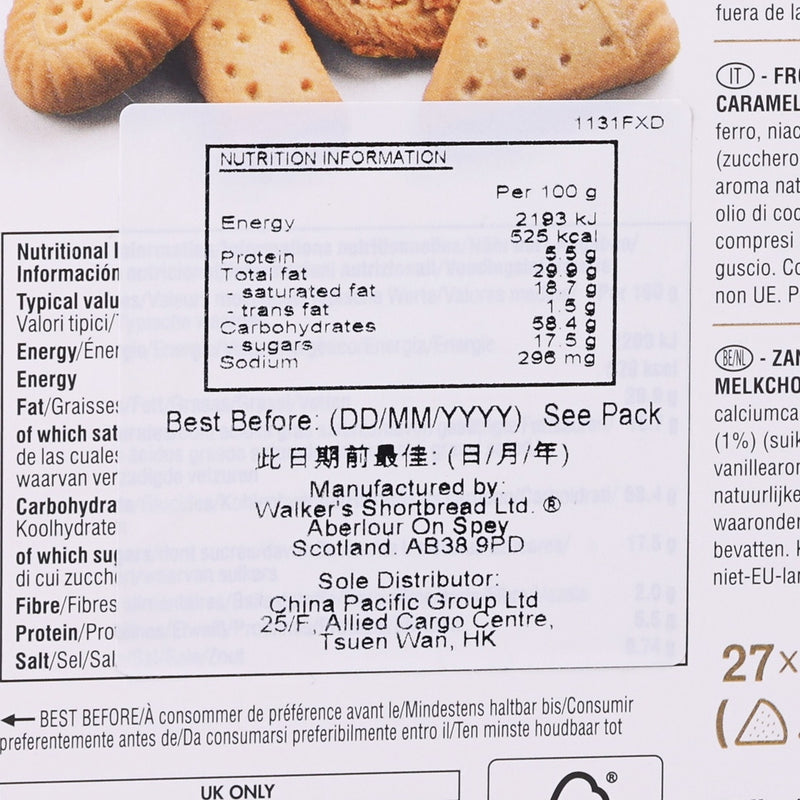 fuera de la
IT - FRO
CARAMEL
ferro, niac
(zucchero
aroma nat
olio di coc
compresi
guscio. Co
non UE. P
BE/NL - ZAN
MELKCHO
calciumca
(1%) (suik
vanillearom
natuurlijke
waaronder
bevatten.
niet-EU-lan
27x
1131FXD
NUTRITION INFORMATION
Per 100 g
Energy 2193 kJ
525 kcal
Protein 5.5 g
Total fat 29.9 g
- saturated fat 18.7 g
- trans fat 1.5 g
Carbohydrates 58.4 g
- sugars 17.5 g
Sodium 296 mg
Best Before: (DD/MM/YYYY) See Pack
此日期前最佳: (日/月/年)
Manufactured by:
Walker's Shortbread Ltd. ®
Aberlour On Spey
Scotland. AB38 9PD
Sole Distributor:
China Pacific Group Ltd
25/F, Allied Cargo Centre,
Tsuen Wan, HK
Nutritional I
Información
Typical valu
Valori tipici/
Energy/Éner
Energy
Fat/Graisses
of which sat
de las cuales
waarvan ver
Carbohydra
Koolhydrate
of which sug
di cui zucch
Fibre/Fibres
Protein/Pro
Salt/Sel/Sal
BEST BEFORE/À consommer de préférence avant le/Mindestens haltbar bis/Consumir
preferentemente antes de/Da consumarsi preferibilmente entro il/Ten minste houdbaar tot
UK ONLY
®